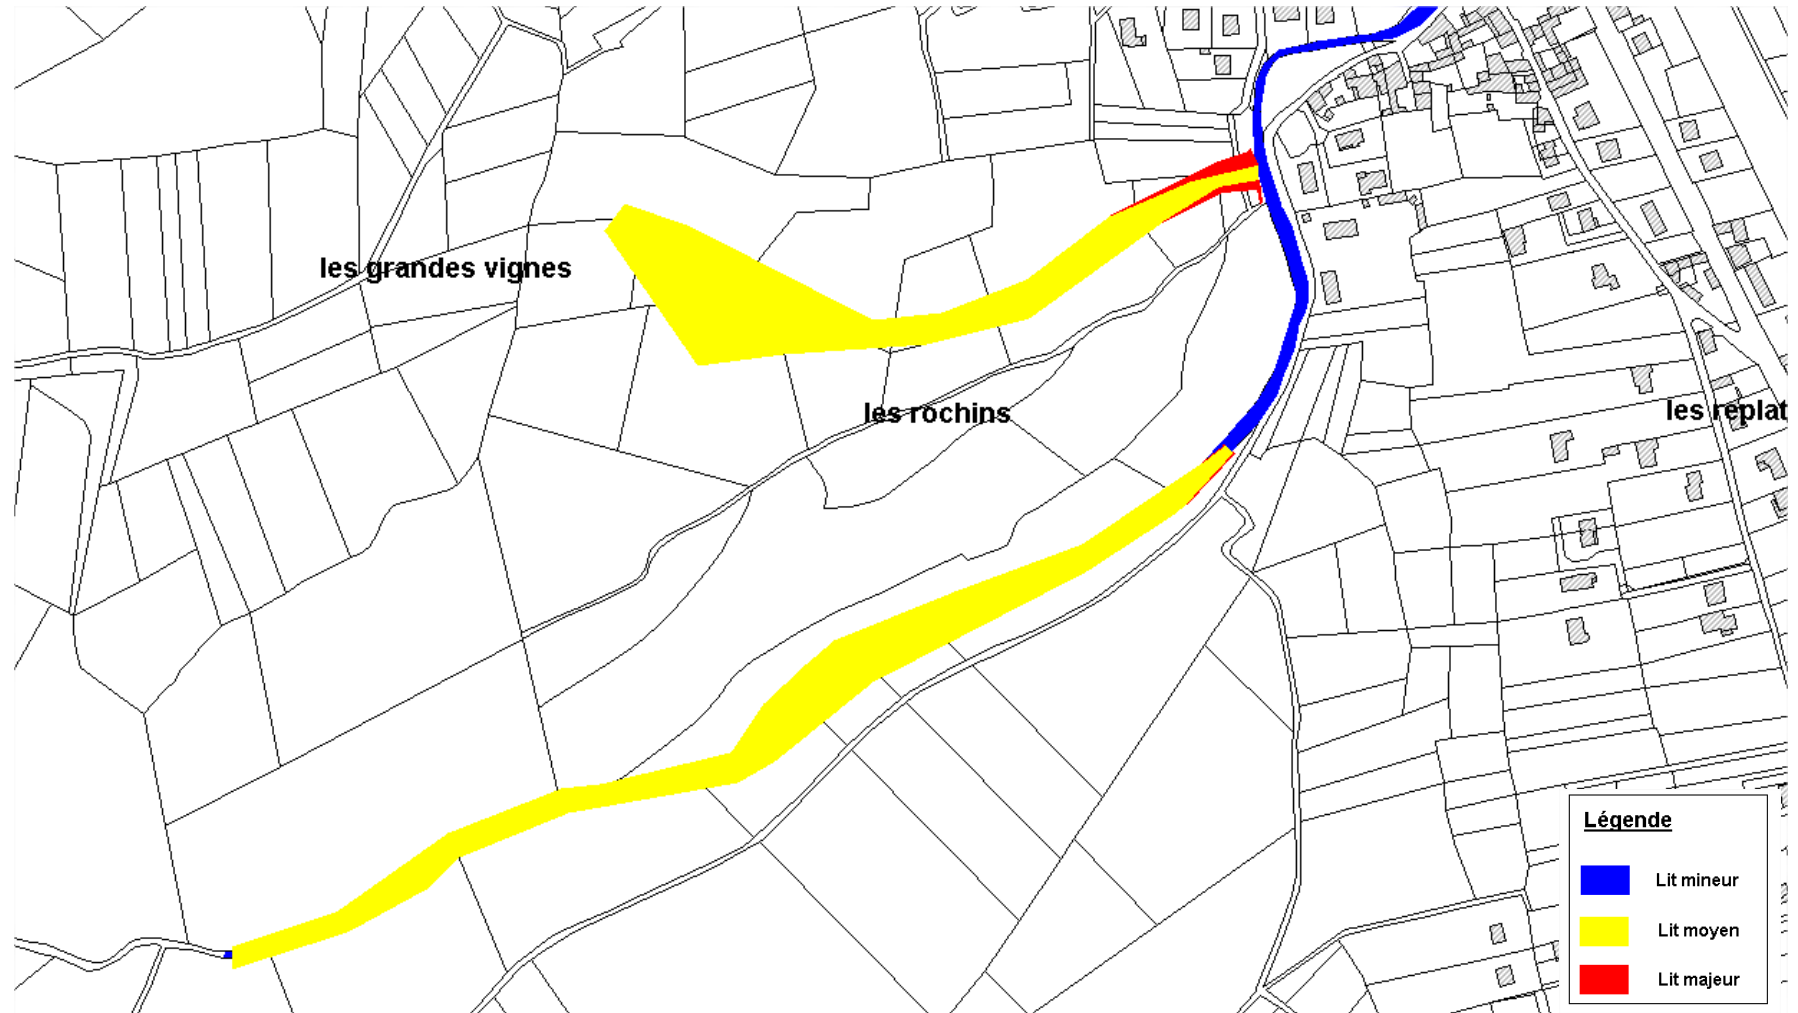 les grandes vignes
les rochins
les replat
Légende
Lit mineur
Lit moyen
Lit majeur